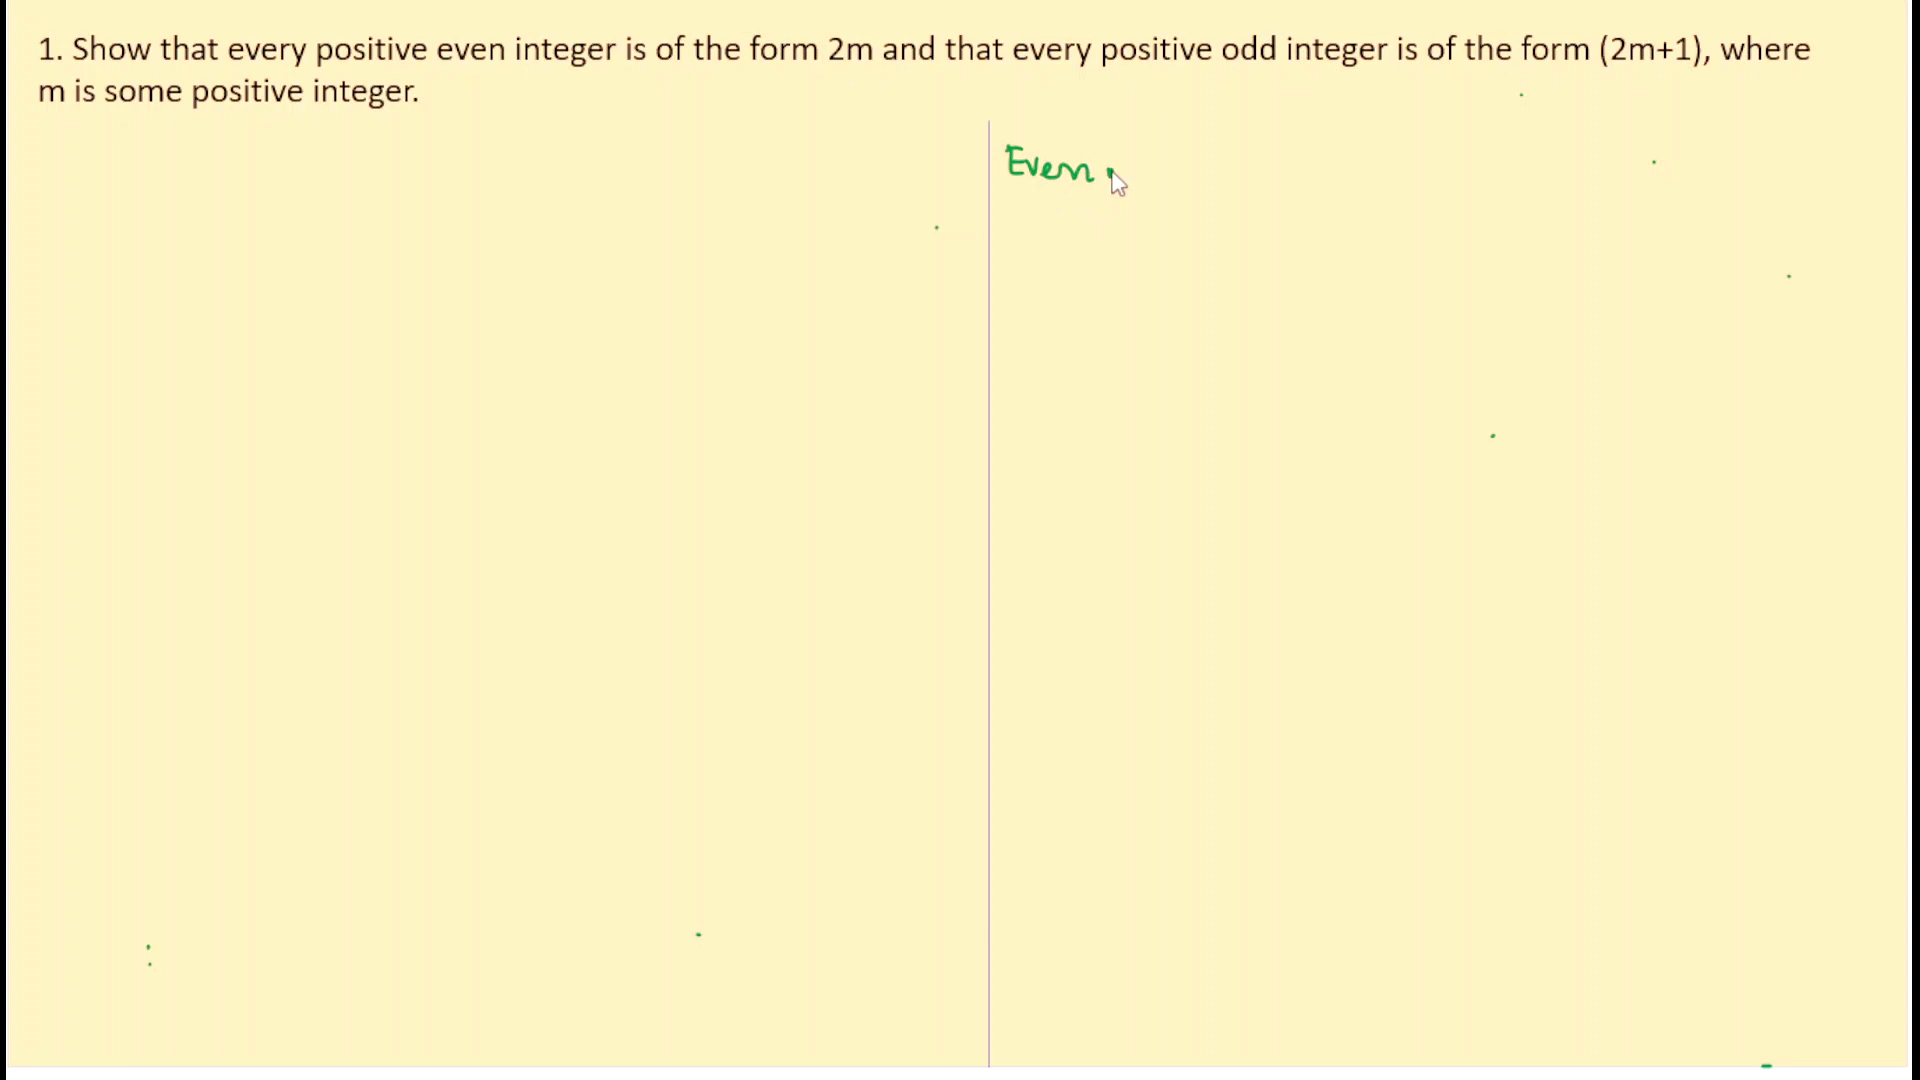 1. Show that every positive even integer is of the form 2m and that every positive odd integer is of the form (2m+1), where
m is some positive integer.
Even